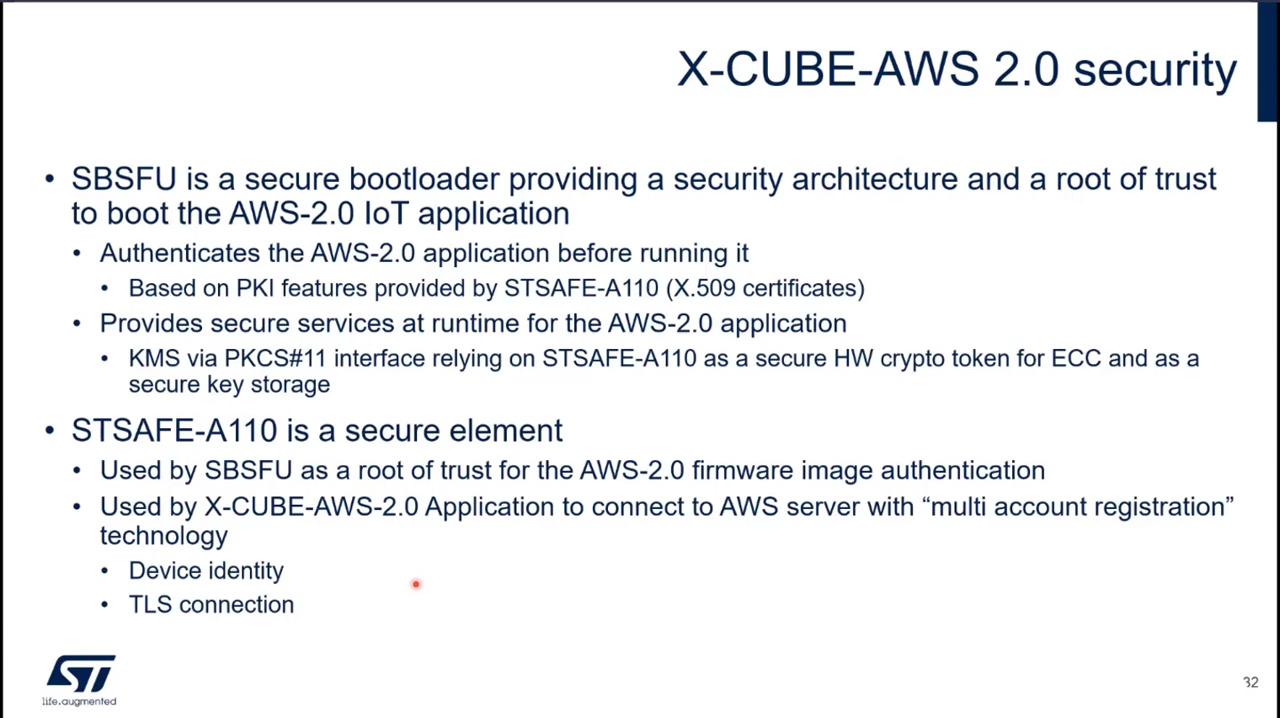 X-CUBE-AWS 2.0 security
• SBSFU is a secure bootloader providing a security architecture and a root of trust
to boot the AWS-2.0 IoT application
• Authenticates the AWS-2.0 application before running it
• Based on PKI features provided by STSAFE-A110 (X.509 certificates)
• Provides secure services at runtime for the AWS-2.0 application
• KMS via PKCS#11 interface relying on STSAFE-A110 as a secure HW crypto token for ECC and as a
secure key storage
• STSAFE-A110 is a secure element
• Used by SBSFU as a root of trust for the AWS-2.0 firmware image authentication
• Used by X-CUBE-AWS-2.0 Application to connect to AWS server with “multi account registration”
technology
• Device identity
• TLS connection
ST
life.augmented
32